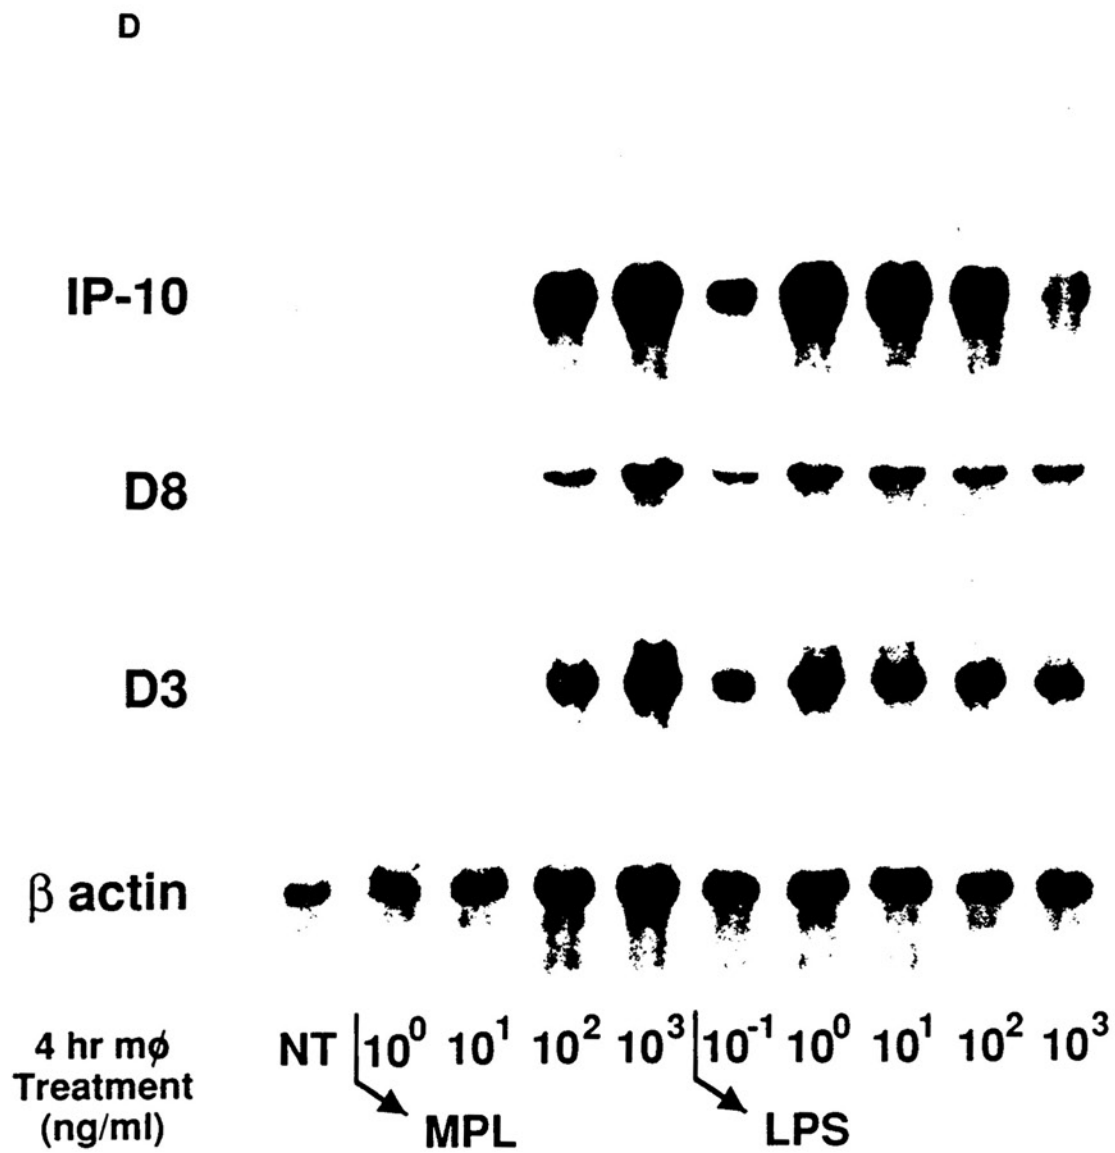 D
IP-10
D8
D3
β actin
4 hr mϕ
Treatment
(ng/ml)
NT 10⁰ 10¹ 10² 10³ 10⁻¹ 10⁰ 10¹ 10² 10³
MPL LPS